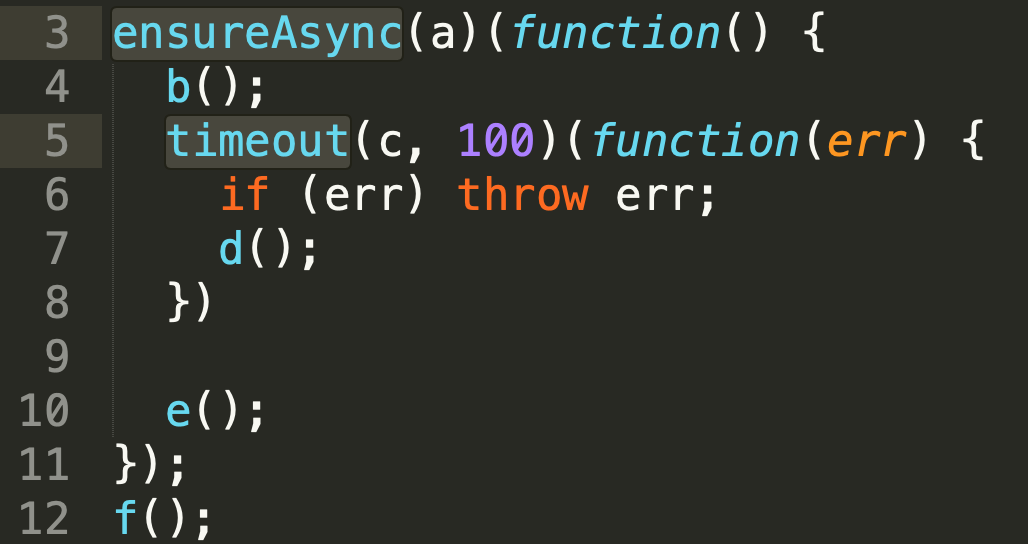 3 ensureAsync(a)(function() {
4   b();
5   timeout(c, 100)(function(err) {
6     if (err) throw err;
7     d();
8   })
9
10   e();
11 });
12 f();